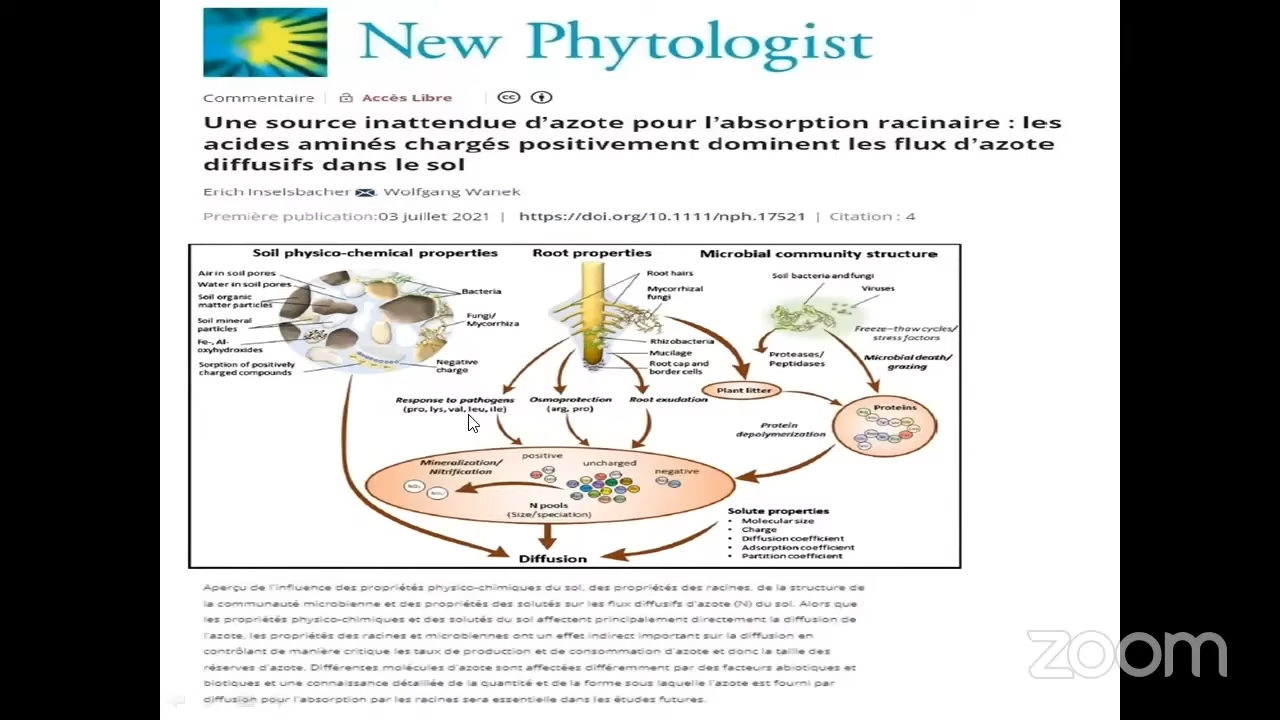 New Phytologist
Commentaire | Accès Libre | cc
Une source inattendue d'azote pour l'absorption racinaire : les
acides aminés chargés positivement dominent les flux d'azote
diffusifs dans le sol
Erich Inselsbacher, Wolfgang Wanek
Première publication:03 juillet 2021 | https://doi.org/10.1111/nph.17521 | Citation : 4
Soil physico-chemical properties
Air in soil pores
Water in soil pores
Soil organic
matter particles
Soil mineral
particles
Fe-, Al-
oxyhydroxides
Sorption of positively
charged compounds
Bacteria
Fungi/
Mycorrhiza
Negative
charge
Root properties
Root hairs
Mycorrhizal
fungi
Rhizobacteria
Mucilage
Root cap and
border cells
Microbial community structure
Soil bacteria and fungi
Viruses
Freeze–thaw cycles/
stress factors
Proteases/
Peptidases
Microbial death/
grazing
Plant litter
Proteins
Response to pathogens
(pro, lys, val, leu, ile)
Osmoprotection
(arg, pro)
Root exudation
Protein
depolymerization
Mineralization/
Nitrification
positive
uncharged
negative
N pools
(Size/speciation)
Solute properties
• Molecular size
• Charge
• Diffusion coefficient
• Adsorption coefficient
• Partition coefficient
Diffusion
Aperçu de l'influence des propriétés physico-chimiques du sol, des propriétés des racines, de la structure de
la communauté microbienne et des propriétés des solutés sur les flux diffusifs d'azote (N) du sol. Alors que
les propriétés physico-chimiques et des solutés du sol affectent principalement directement la diffusion de
l'azote, les propriétés des racines et microbiennes ont un effet indirect important sur la diffusion en
contrôlant de manière critique les taux de production et de consommation d'azote et donc la taille des
réserves d'azote. Différentes molécules d'azote sont affectées différemment par des facteurs abiotiques et
biotiques et une connaissance détaillée de la quantité et de la forme sous laquelle l'azote est fourni par
diffusion pour l'absorption par les racines sera essentielle dans les études futures.
zoom